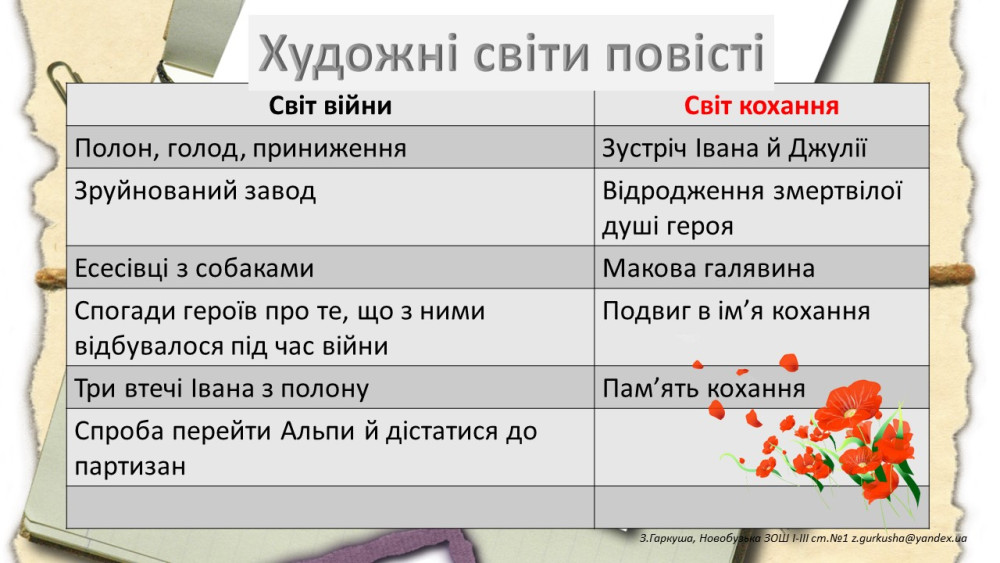 Художні світи повісті
Світ війни
Світ кохання
Полон, голод, приниження
Зустріч Івана й Джулії
Зруйнований завод
Відродження змертвілої
душі героя
Есесівці з собаками
Макова галявина
Спогади героїв про те, що з ними
відбувалося під час війни
Подвиг в ім’я кохання
Три втечі Івана з полону
Пам’ять кохання
Спроба перейти Альпи й дістатися до
партизан
З.Гаркуша, Новобузька ЗОШ І-ІІІ ст.№1 z.gurkusha@yandex.ua